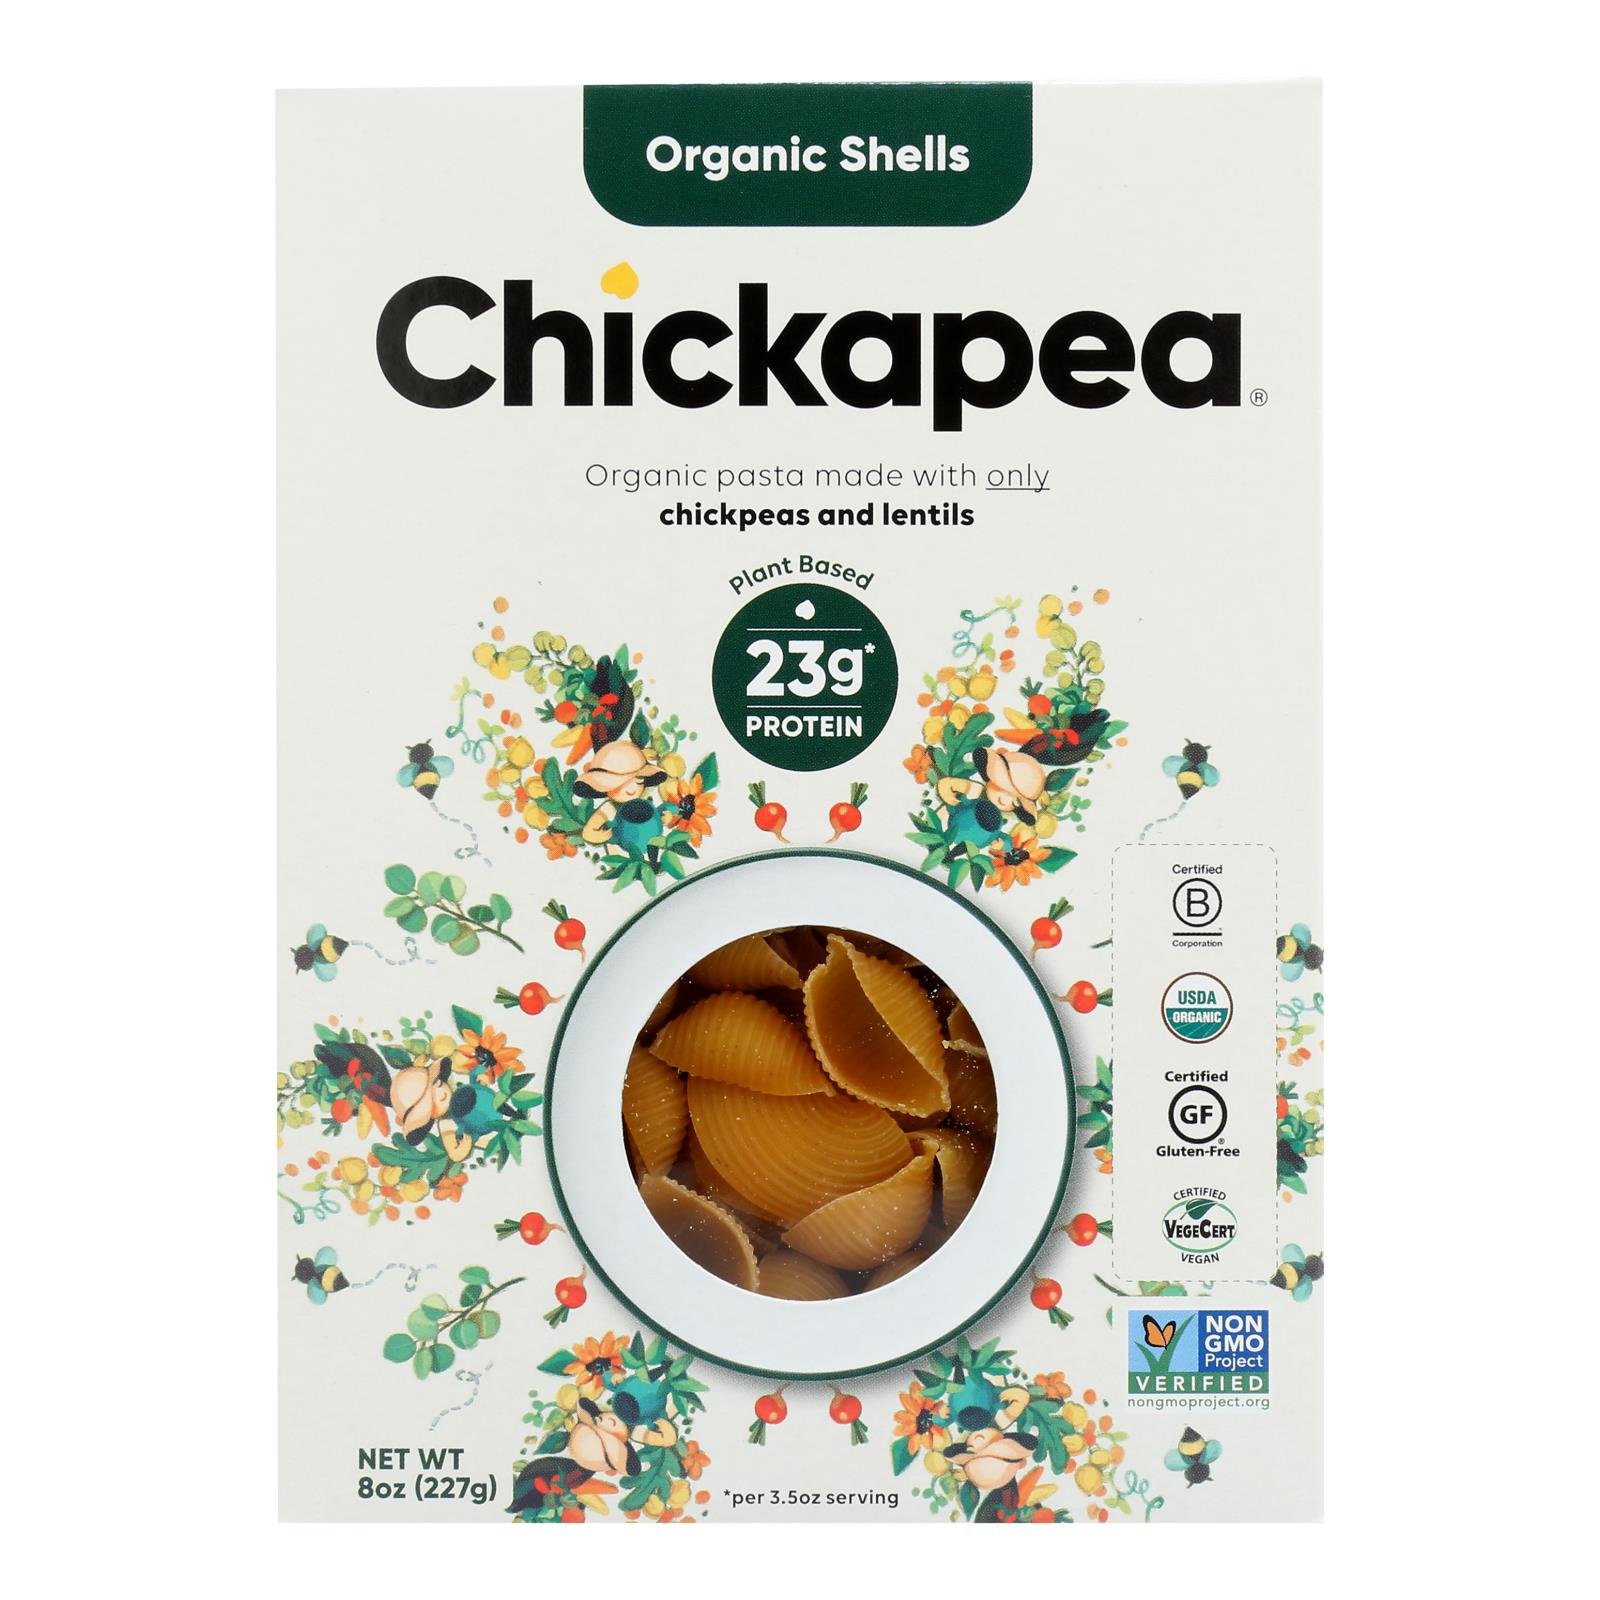 Organic Shells
Chickapea®
Organic pasta made with only
chickpeas and lentils
Plant Based
23g*
PROTEIN
Certified
B
Corporation
USDA
ORGANIC
Certified
GF®
Gluten-Free
CERTIFIED
VEGECERT
VEGAN
NON
GMO
Project
VERIFIED
nongmoproject.org
NET WT
8oz (227g)
*per 3.5oz serving